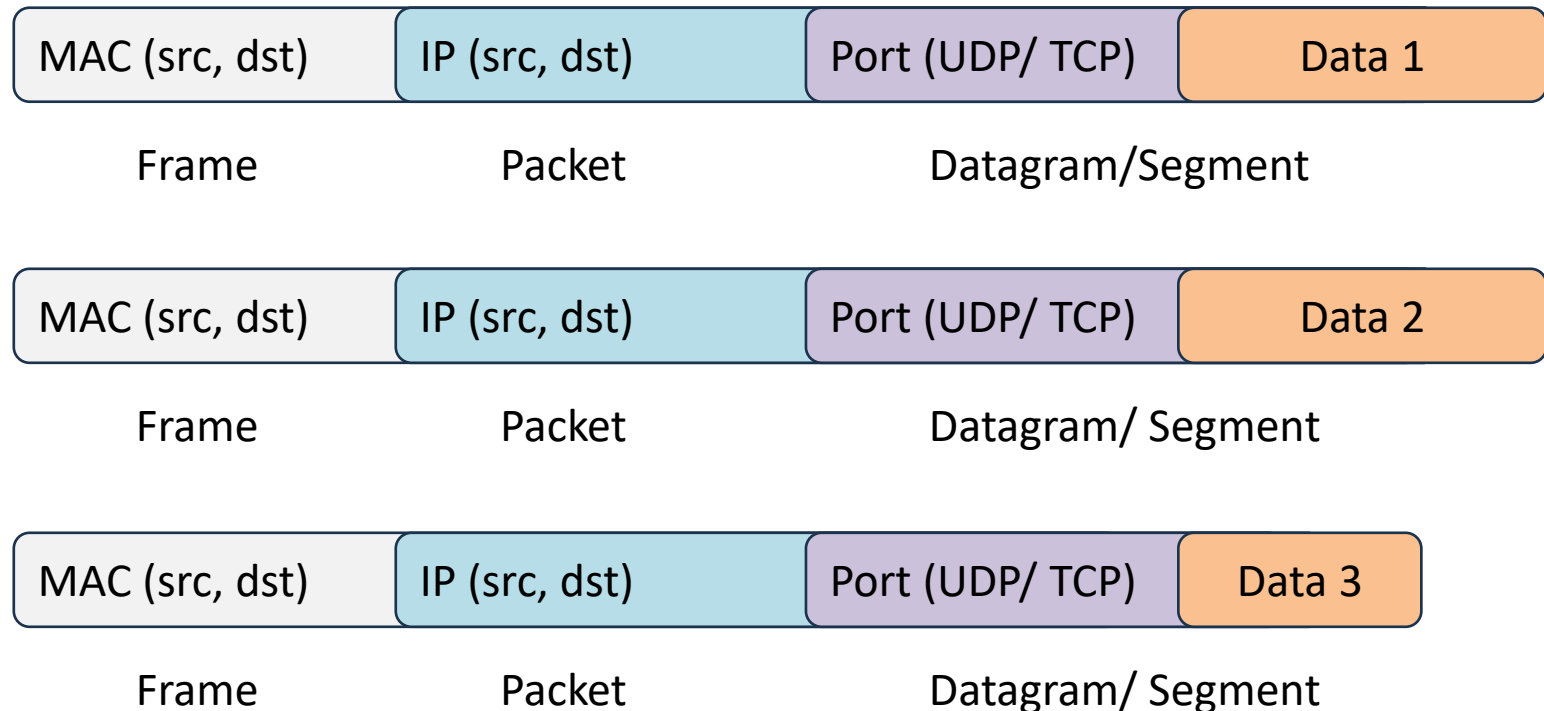 MAC (src, dst) IP (src, dst) Port (UDP/ TCP) Data 1
Frame Packet Datagram/Segment
MAC (src, dst) IP (src, dst) Port (UDP/ TCP) Data 2
Frame Packet Datagram/ Segment
MAC (src, dst) IP (src, dst) Port (UDP/ TCP) Data 3
Frame Packet Datagram/ Segment